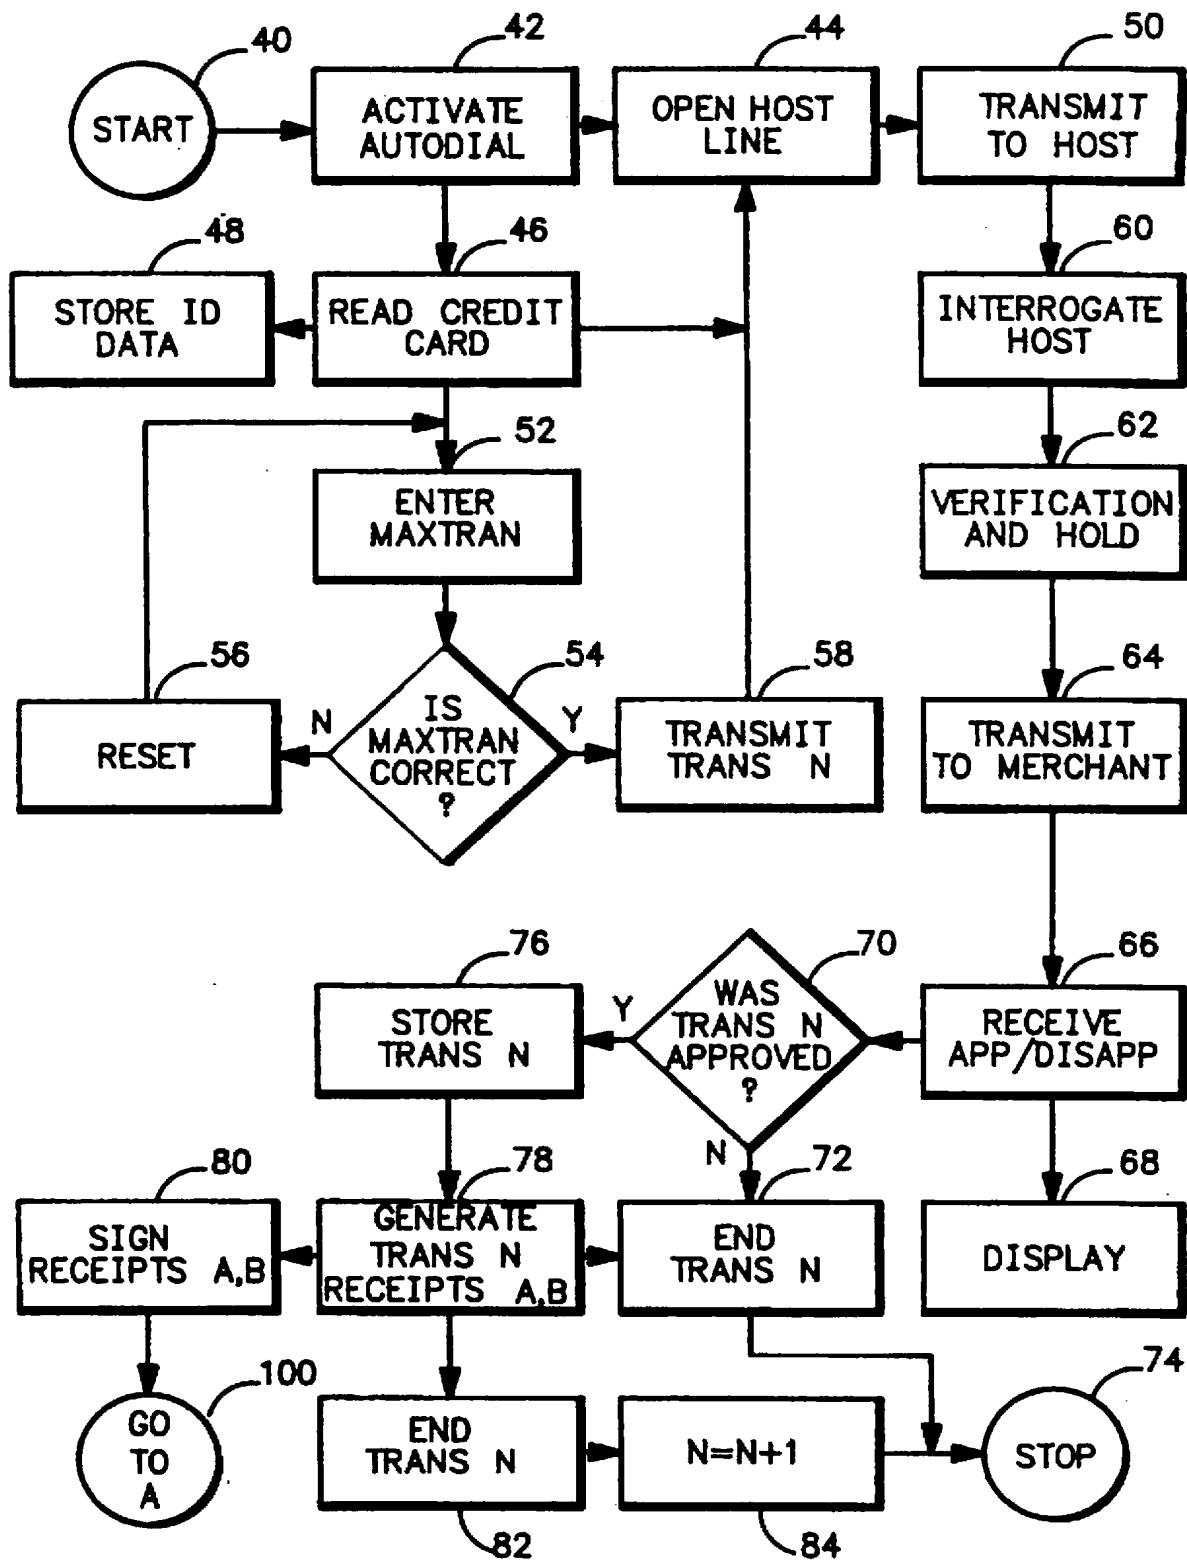 40
42
44
50
START
ACTIVATE
AUTODIAL
OPEN HOST
LINE
TRANSMIT
TO HOST
48
46
60
STORE ID
DATA
READ CREDIT
CARD
INTERROGATE
HOST
52
62
ENTER
MAXTRAN
VERIFICATION
AND HOLD
56
54
58
64
RESET
N
IS
MAXTRAN
CORRECT
?
Y
TRANSMIT
TRANS N
TRANSMIT
TO MERCHANT
76
70
66
STORE
TRANS N
Y
WAS
TRANS N
APPROVED
?
N
RECEIVE
APP/DISAPP
80
78
72
68
SIGN
RECEIPTS A,B
GENERATE
TRANS N
RECEIPTS A,B
END
TRANS N
DISPLAY
100
74
GO
TO
A
END
TRANS N
N=N+1
STOP
82
84